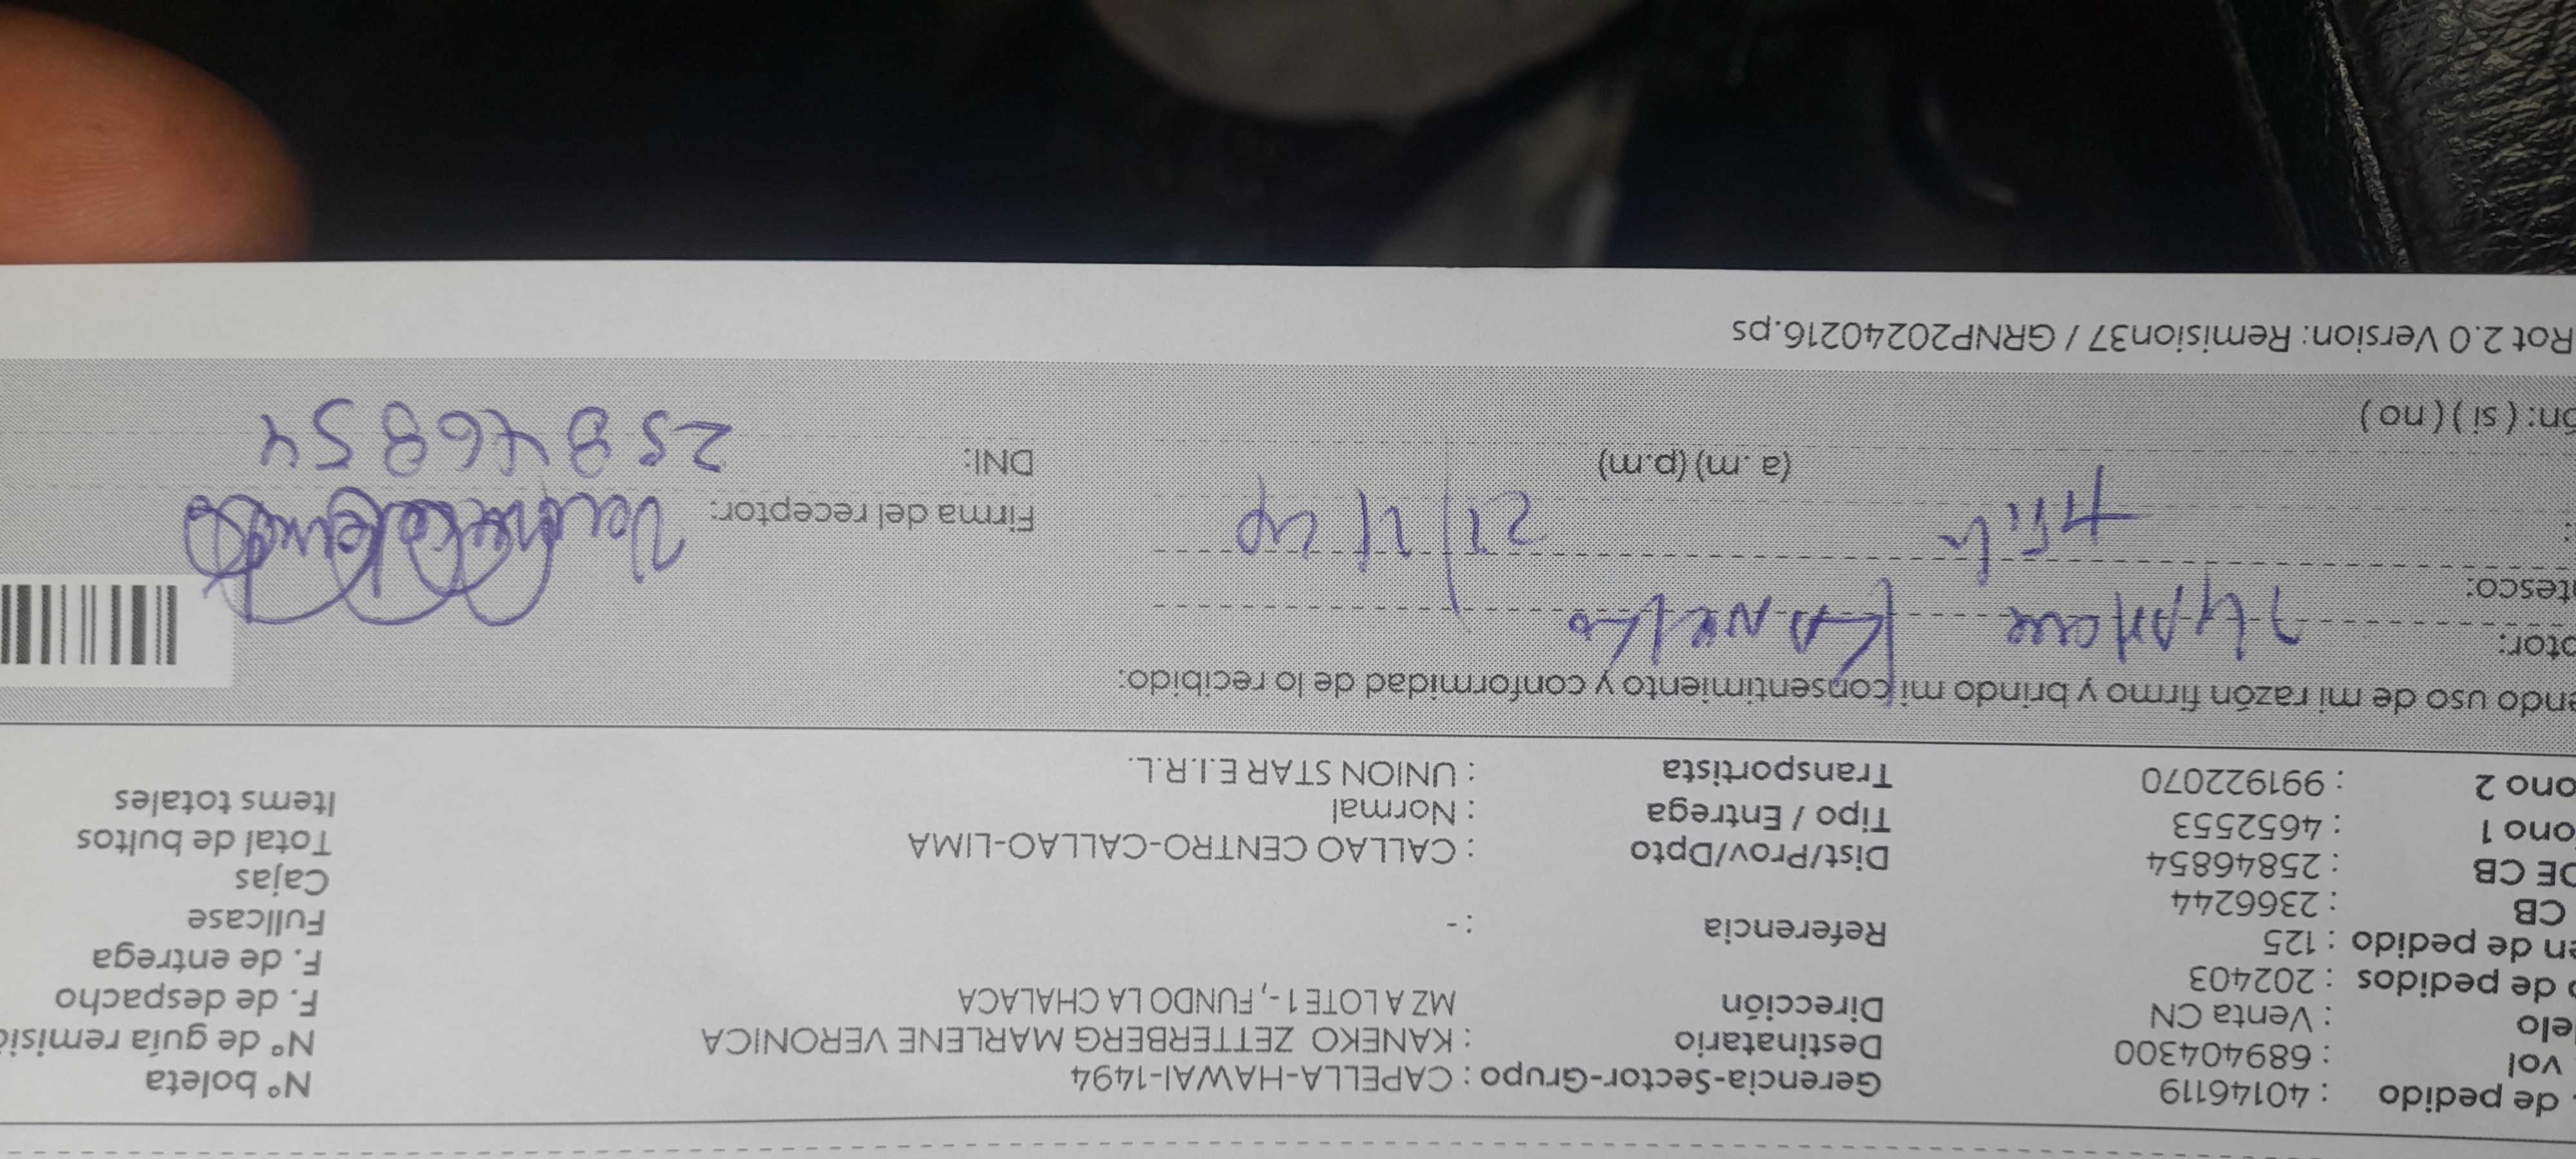 de pedido : 40146119 Gerencia-Sector-Grupo : CAPELLA-HAWAI-1494 N° boleta
vol : 689404300 Destinatario : KANEKO ZETTERBERG MARLENE VERONICA N° de guía remisi
elo : Venta CN Dirección MZ A LOTE 1 -, FUNDO LA CHALACA F. de despacho
o de pedidos : 202403 F. de entrega
en de pedido : 125 Referencia : - Fullcase
CB : 2366244 Cajas
DE CB : 25846854 Dist/Prov/Dpto : CALLAO CENTRO-CALLAO-LIMA Total de bultos
ono 1 : 4652553 Tipo / Entrega : Normal Items totales
ono 2 : 991922070 Transportista : UNION STAR E.I.R.L.
endo uso de mi razón firmo y brindo mi consentimiento y conformidad de lo recibido:
ptor:
tesco:
: Firma del receptor:
(a .m) (p.m) DNI: 25846854
ón: ( si ) ( no )
Rot 2.0 Version: Remision37 / GRNP20240216.ps